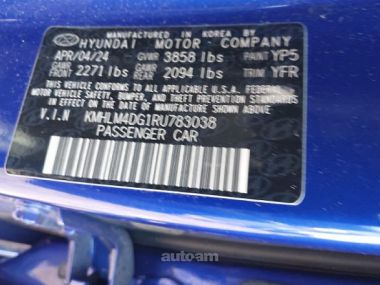 MANUFACTURED IN KOREA BY
HYUNDAI MOTOR COMPANY
APR/04/24 GVWR 3858 lbs PAINT YP5
GAWR FRONT 2271 lbs GAWR REAR 2094 lbs TRIM YFR
THIS VEHICLE CONFORMS TO ALL APPLICABLE U.S.A. FEDERAL
MOTOR VEHICLE SAFETY, BUMPER, AND THEFT PREVENTION
STANDARDS IN EFFECT ON THE DATE OF MANUFACTURE SHOWN ABOVE.
V.I.N KMHLM4DG1RU783038
PASSENGER CAR
autoam